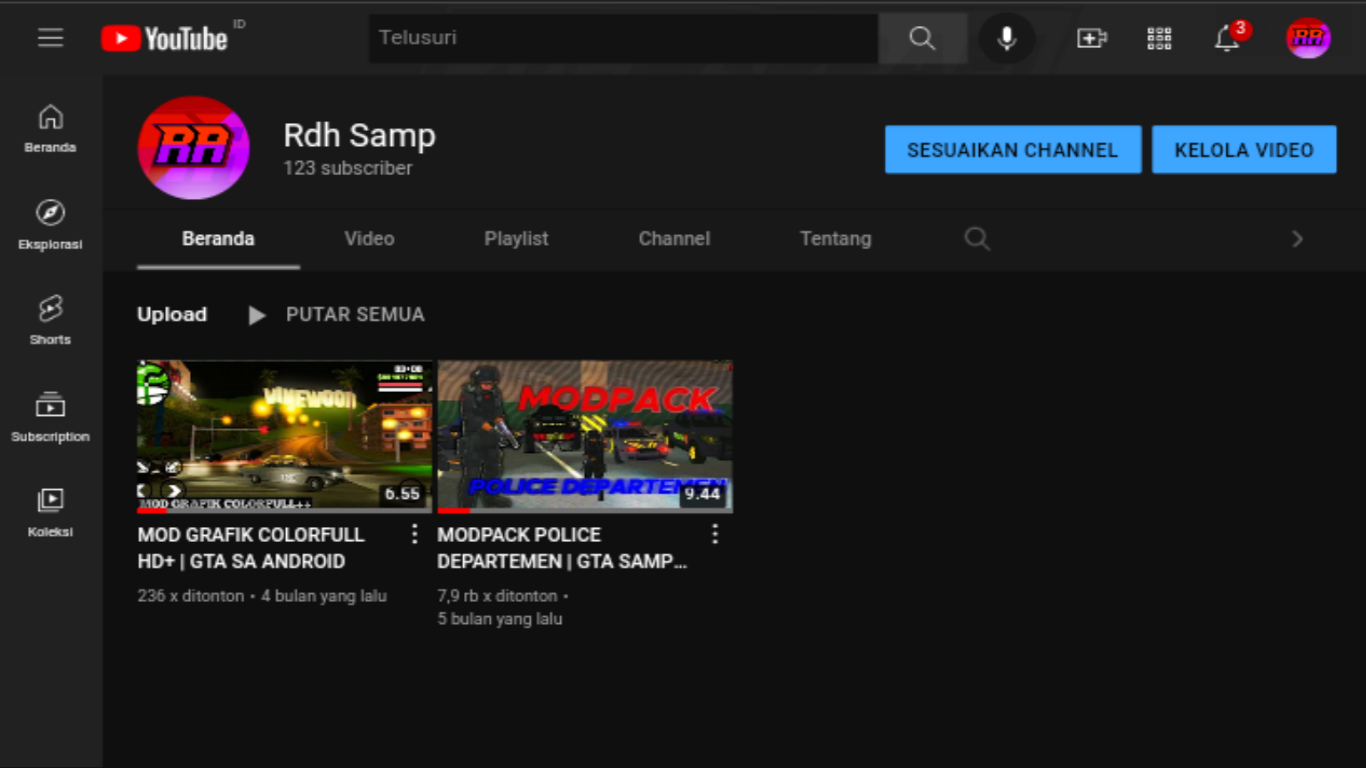 YouTube ID
Telusuri
3
RR
Beranda
Eksplorasi
Shorts
Subscription
Koleksi
RR
Rdh Samp
123 subscriber
SESUAIKAN CHANNEL
KELOLA VIDEO
Beranda
Video
Playlist
Channel
Tentang
Upload
PUTAR SEMUA
VINEWOOD
MOD GRAFIK COLORFULL++
6.55
MOD GRAFIK COLORFULL
HD+ | GTA SA ANDROID
236 x ditonton • 4 bulan yang lalu
MODPACK
POLICE DEPARTEMEN
9.44
MODPACK POLICE
DEPARTEMEN | GTA SAMP...
7,9 rb x ditonton •
5 bulan yang lalu